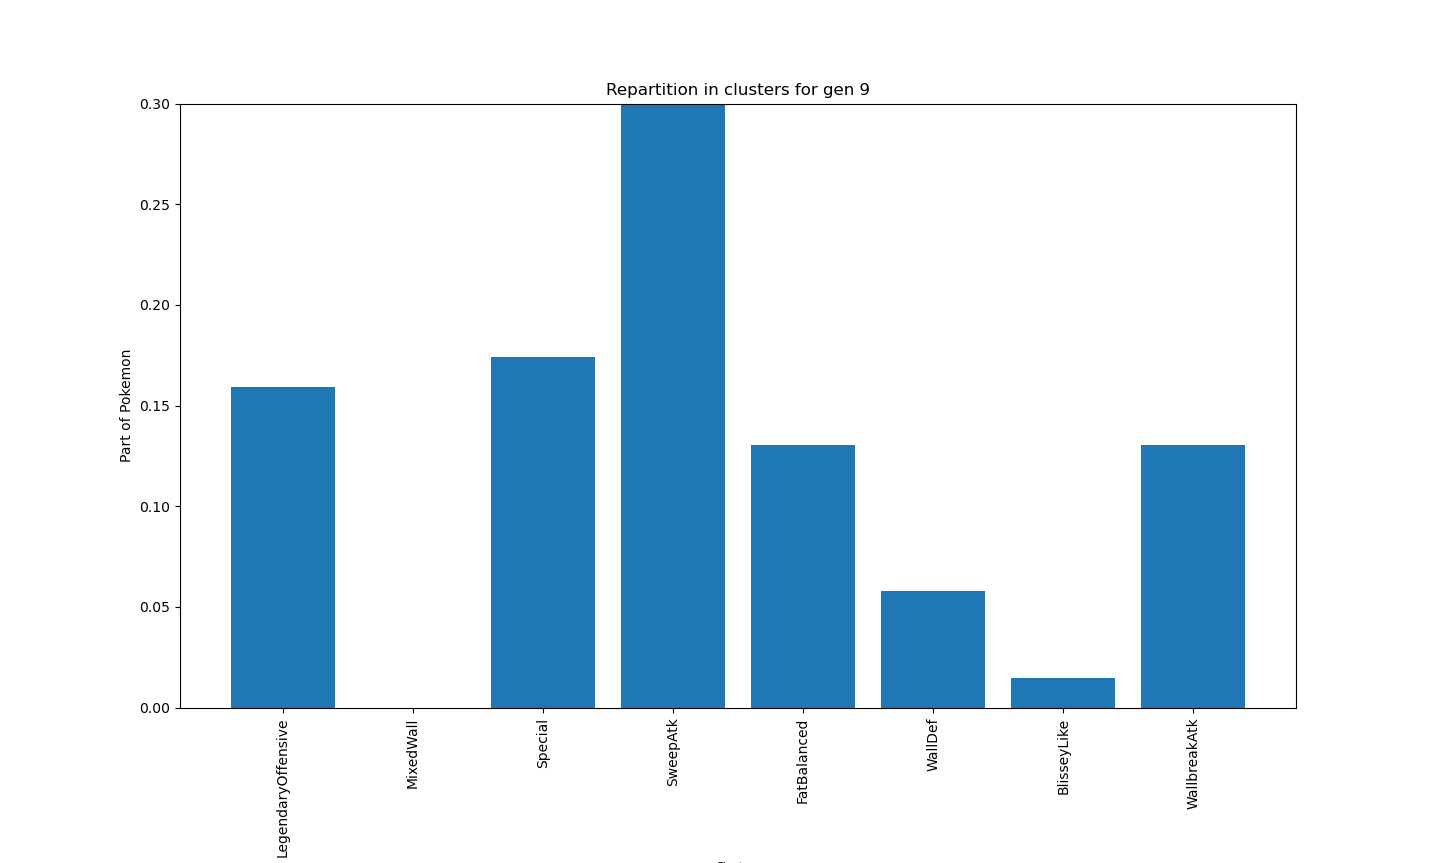 Repartition in clusters for gen 9
0.30
0.25
0.20
0.15
0.10
0.05
0.00
Part of Pokemon
LegendaryOffensive
MixedWall
Special
SweepAtk
FatBalanced
WallDef
BlisseyLike
WallbreakAtk